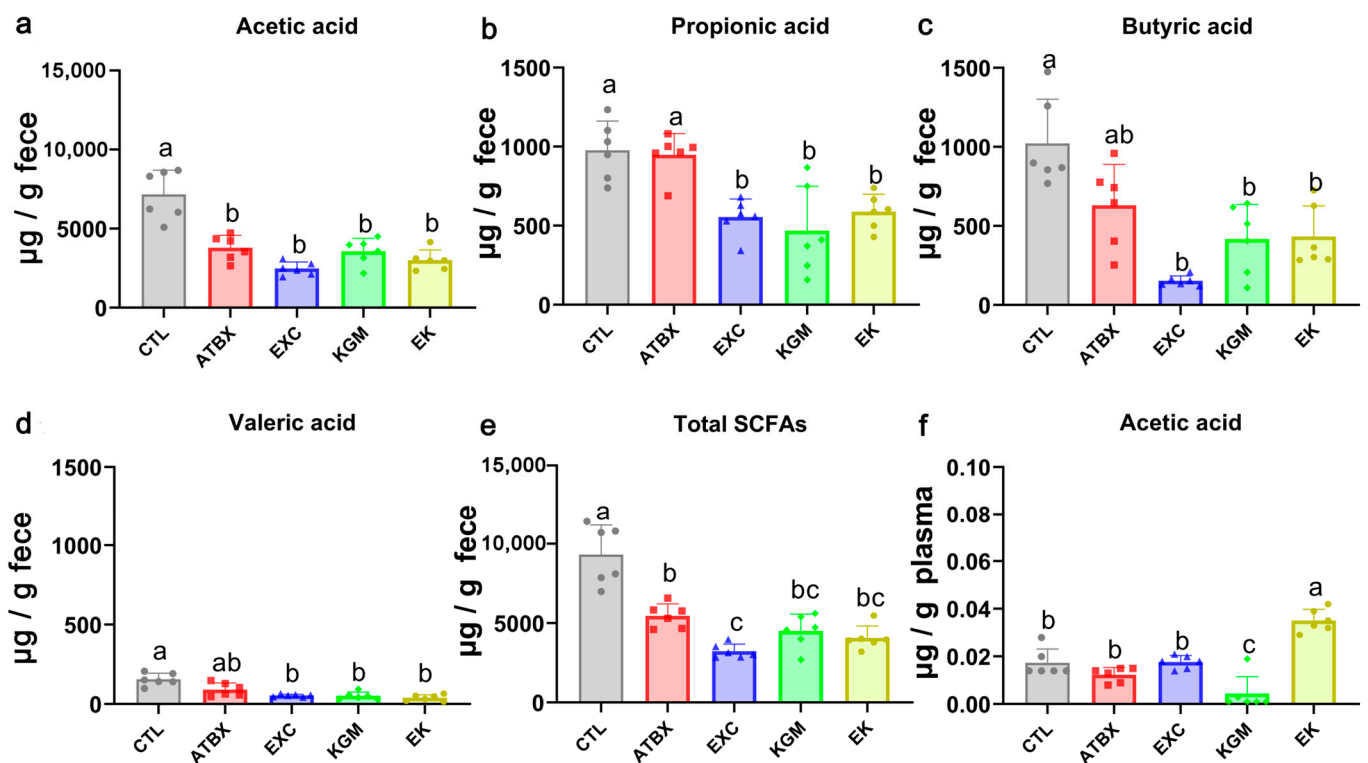 a
Acetic acid
µg / g fece
15,000
10,000
5000
0
a
b
b
b
b
CTL
ATBX
EXC
KGM
EK
b
Propionic acid
µg / g fece
1500
1000
500
0
a
a
b
b
b
CTL
ATBX
EXC
KGM
EK
c
Butyric acid
µg / g fece
1500
1000
500
0
a
ab
b
b
b
CTL
ATBX
EXC
KGM
EK
d
Valeric acid
µg / g fece
1500
1000
500
0
a
ab
b
b
b
CTL
ATBX
EXC
KGM
EK
e
Total SCFAs
µg / g fece
15,000
10,000
5000
0
a
b
c
bc
bc
CTL
ATBX
EXC
KGM
EK
f
Acetic acid
µg / g plasma
0.10
0.08
0.06
0.04
0.02
0.00
b
b
b
c
a
CTL
ATBX
EXC
KGM
EK